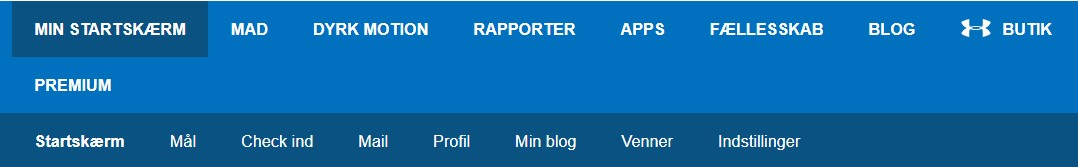 MIN STARTSKÆRM MAD DYRK MOTION RAPPORTER APPS FÆLLESSKAB BLOG BUTIK
PREMIUM
Startskærm Mål Check ind Mail Profil Min blog Venner Indstillinger